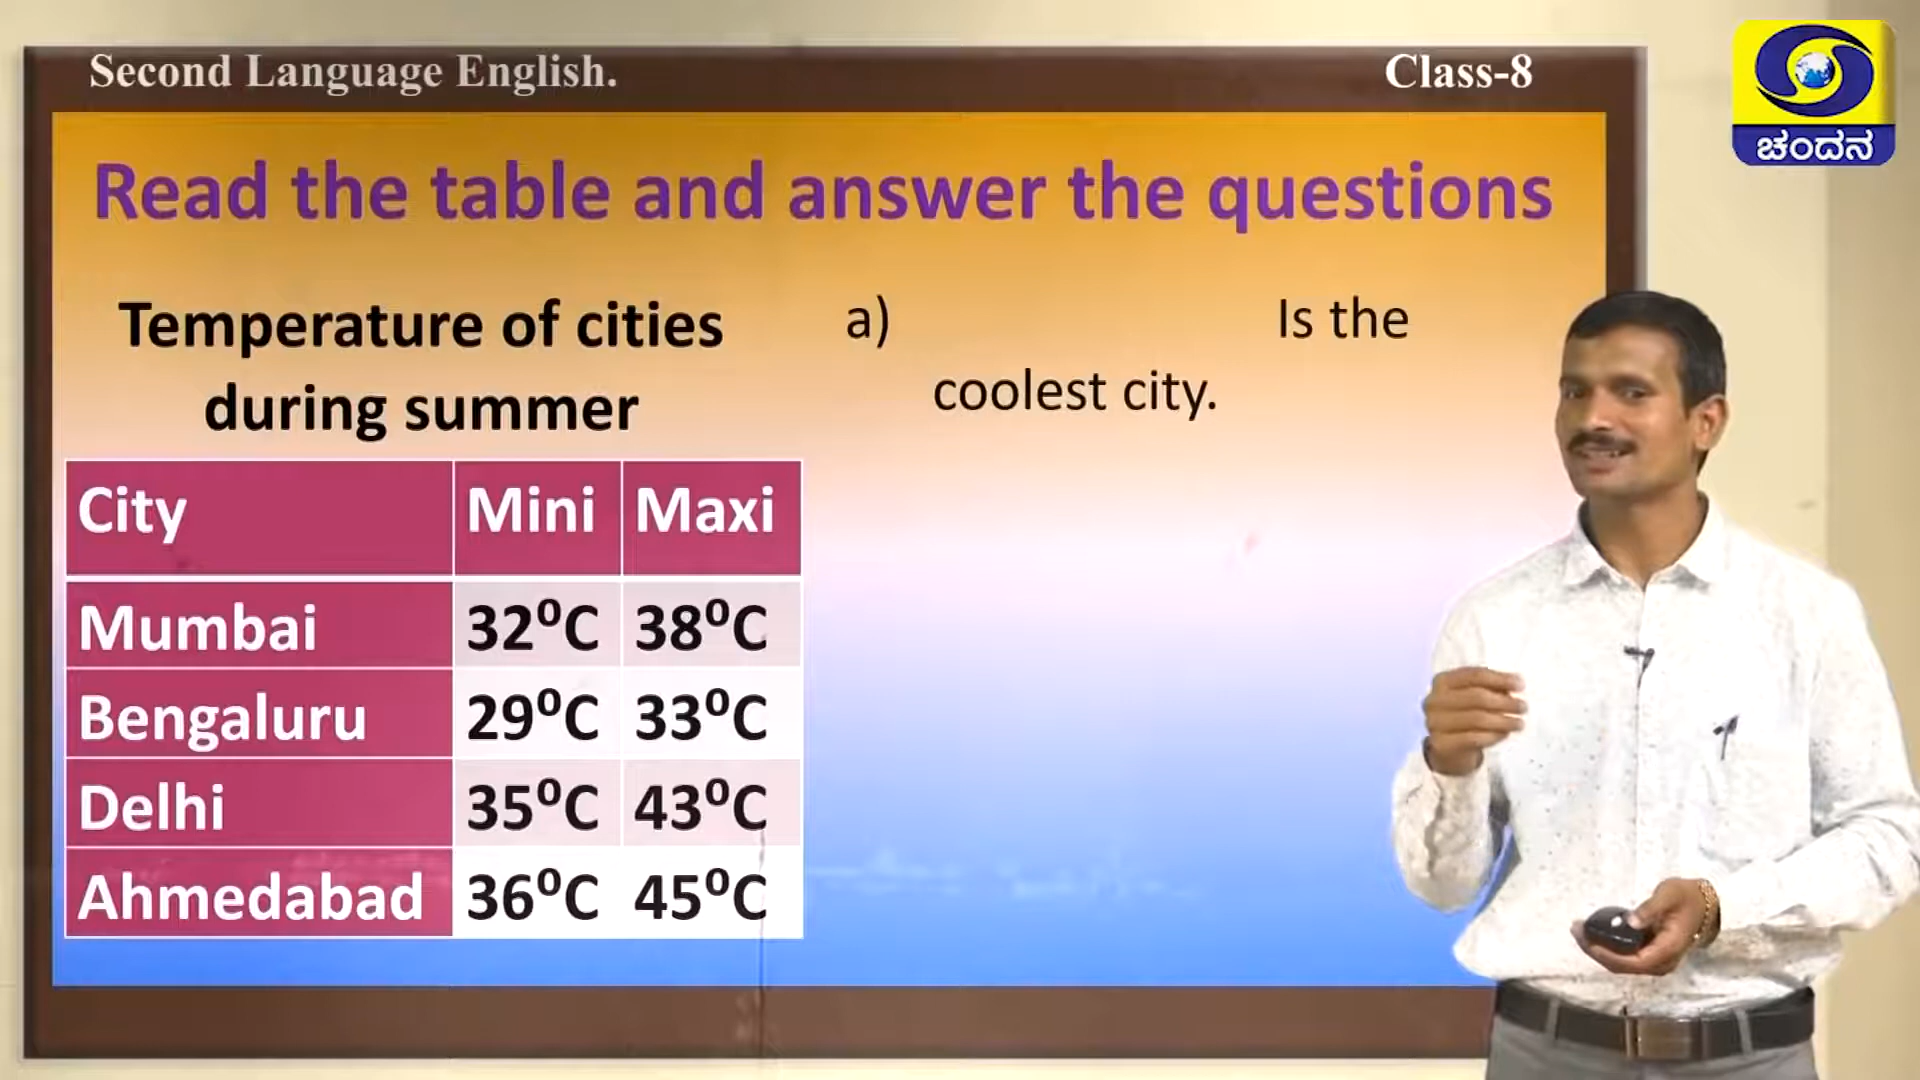 Second Language English.
Class-8
ಚಂದನ
Read the table and answer the questions
Temperature of cities
during summer
City Mini Maxi
Mumbai 32⁰C 38⁰C
Bengaluru 29⁰C 33⁰C
Delhi 35⁰C 43⁰C
Ahmedabad 36⁰C 45⁰C
a) Is the
coolest city.